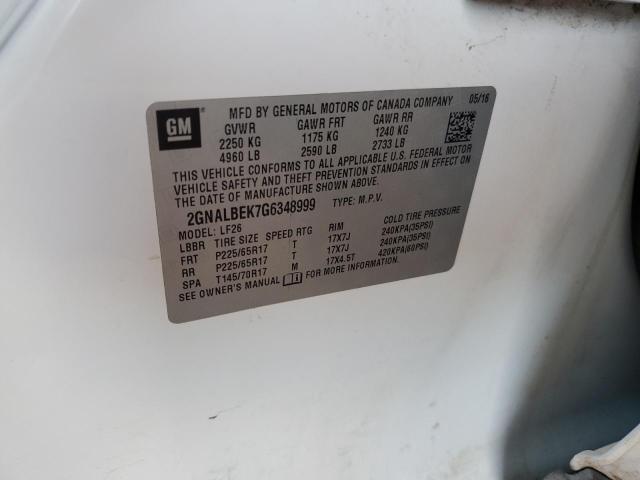 GM
MFD BY GENERAL MOTORS OF CANADA COMPANY 05/16
GVWR GAWR FRT GAWR RR
2250 KG 1175 KG 1240 KG
4960 LB 2590 LB 2733 LB
THIS VEHICLE CONFORMS TO ALL APPLICABLE U.S. FEDERAL MOTOR
VEHICLE SAFETY AND THEFT PREVENTION STANDARDS IN EFFECT ON
THE DATE OF MANUFACTURE SHOWN ABOVE.
2GNALBEK7G6348999 TYPE: M.P.V.
MODEL: LF26
LBBR TIRE SIZE SPEED RTG RIM COLD TIRE PRESSURE
FRT P225/65R17 T 17X7J 240KPA(35PSI)
RR P225/65R17 T 17X7J 240KPA(35PSI)
SPA T145/70R17 M 17X4.5T 420KPA(60PSI)
SEE OWNER'S MANUAL FOR MORE INFORMATION.